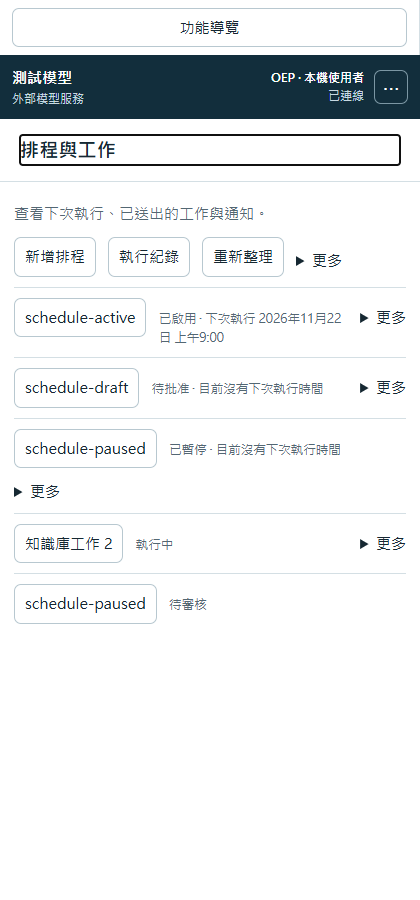 功能導覽
測試模型
外部模型服務
OEP · 本機使用者
已連線
...
排程與工作
查看下次執行、已送出的工作與通知。
新增排程 執行紀錄 重新整理 ▶ 更多
schedule-active 已啟用 · 下次執行 2026年11月22
日 上午9:00 ▶ 更多
schedule-draft 待批准 · 目前沒有下次執行時間 ▶ 更多
schedule-paused 已暫停 · 目前沒有下次執行時間
▶ 更多
知識庫工作 2 執行中 ▶ 更多
schedule-paused 待審核